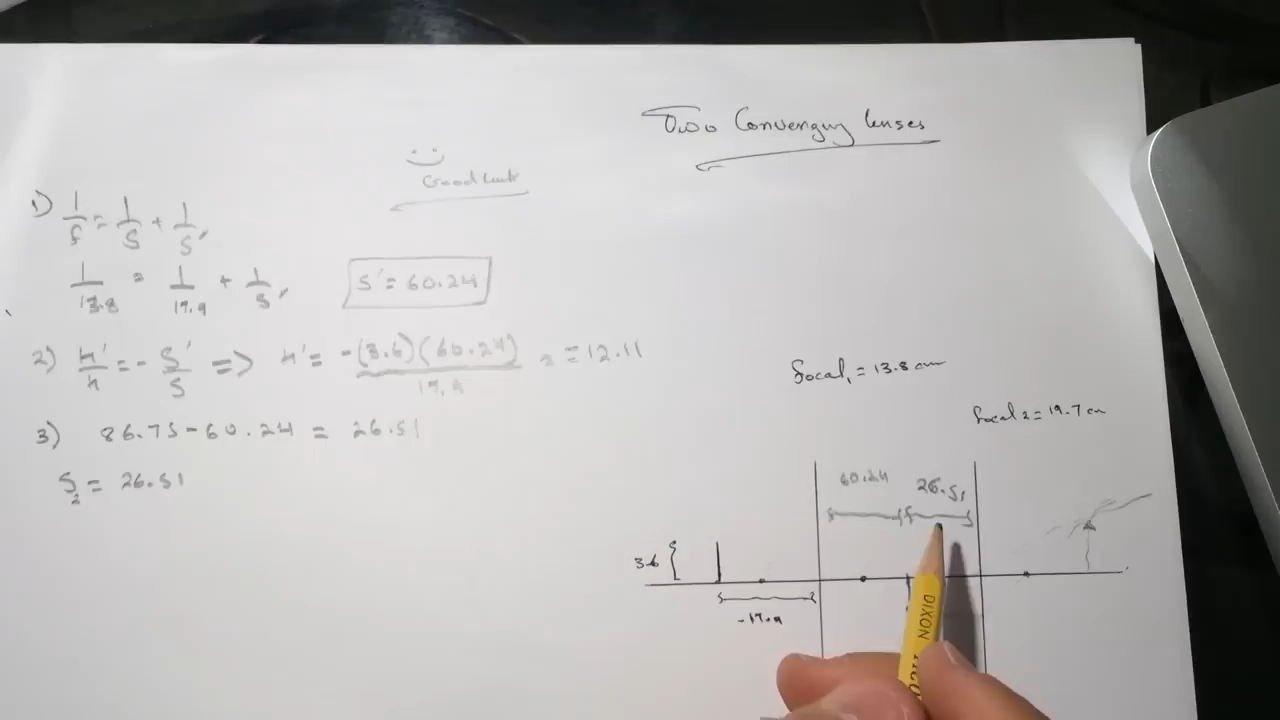 Two Converging lenses
Good Luck
1) 1/f = 1/S + 1/S'
1/13.8 = 1/17.9 + 1/S'
S' = 60.24
2) H'/H = - S'/S => H' = -(3.6)(60.24)/17.9 = = 12.11
3) 86.75 - 60.24 = 26.51
S2 = 26.51
focal1 = 13.8 cm
focal2 = 19.7 cm
60.24 26.51
3.6
-17.9
DIXON